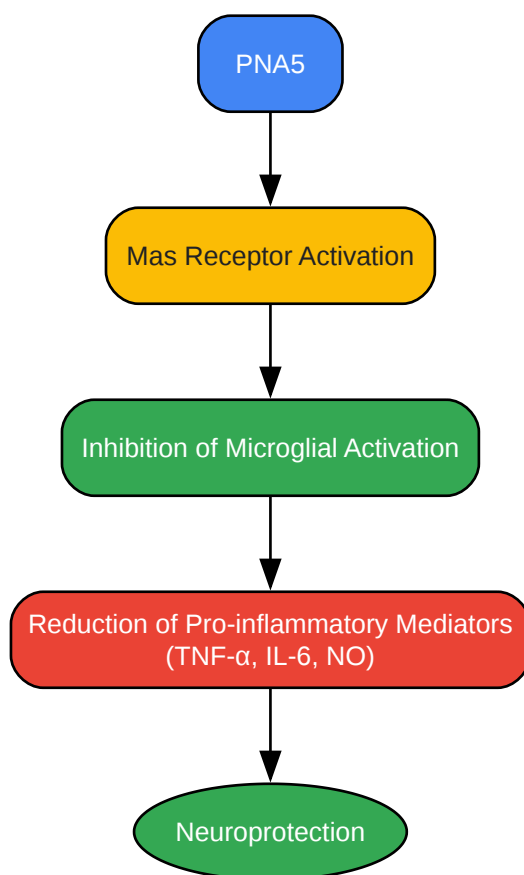 PNA5
Mas Receptor Activation
Inhibition of Microglial Activation
Reduction of Pro-inflammatory Mediators
(TNF-α, IL-6, NO)
Neuroprotection